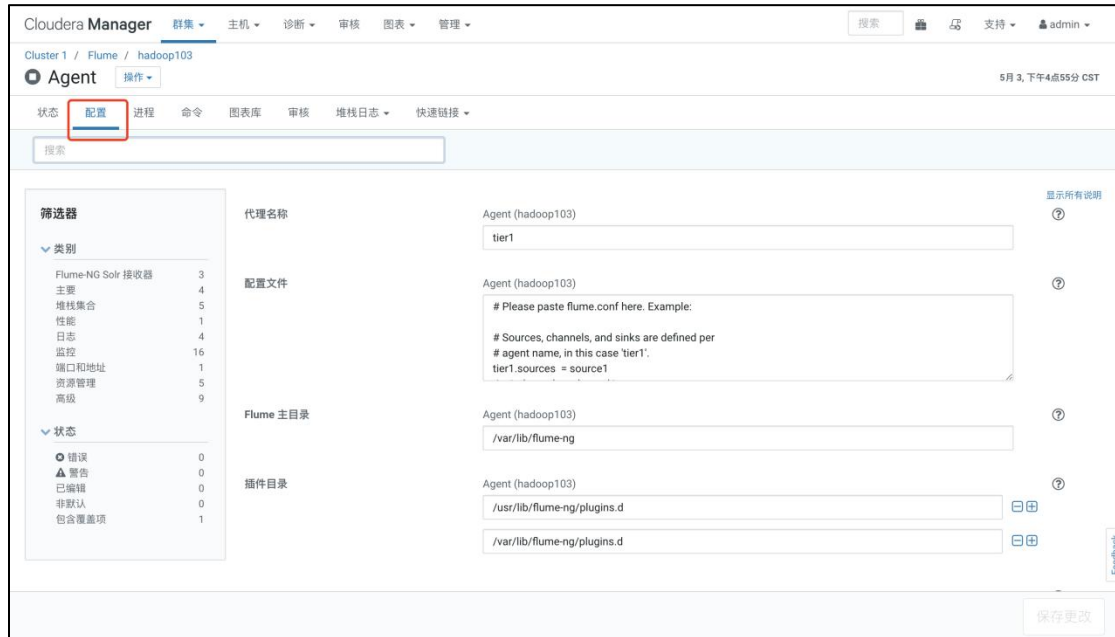 Cloudera Manager 群集 主机 诊断 审核 图表 管理 搜索 支持 admin
Cluster 1 / Flume / hadoop103
Agent 操作 5月 3, 下午4点55分 CST
状态 配置 进程 命令 图表库 审核 堆栈日志 快速链接
搜索
显示所有说明
筛选器
类别
Flume-NG Solr 接收器 3
主要 4
堆栈集合 5
性能 1
日志 4
监控 16
端口和地址 1
资源管理 5
高级 9
状态
错误 0
警告 0
已编辑 0
非默认 0
包含覆盖项 1
代理名称 Agent (hadoop103)
tier1
配置文件 Agent (hadoop103)
# Please paste flume.conf here. Example:
# Sources, channels, and sinks are defined per
# agent name, in this case 'tier1'.
tier1.sources = source1
Flume 主目录 Agent (hadoop103)
/var/lib/flume-ng
插件目录 Agent (hadoop103)
/usr/lib/flume-ng/plugins.d
/var/lib/flume-ng/plugins.d
Feedback
保存更改